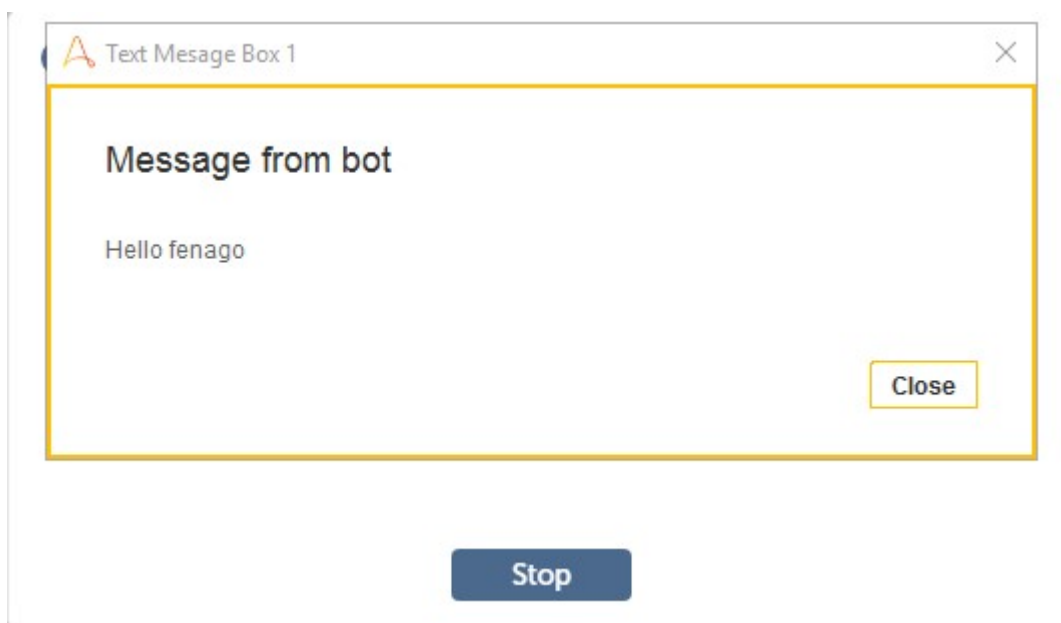 Text Mesage Box 1
Message from bot
Hello fenago
Close
Stop